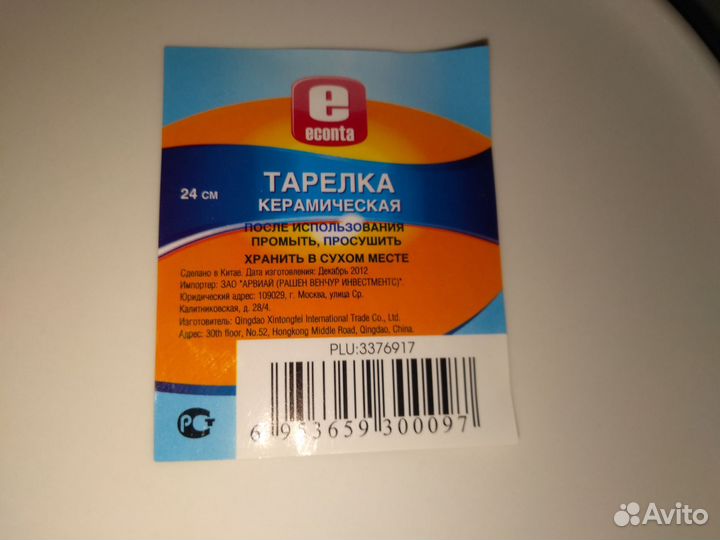 e
econta
24 см
ТАРЕЛКА
КЕРАМИЧЕСКАЯ
ПОСЛЕ ИСПОЛЬЗОВАНИЯ
ПРОМЫТЬ, ПРОСУШИТЬ
ХРАНИТЬ В СУХОМ МЕСТЕ
Сделано в Китае. Дата изготовления: Декабрь 2012
Импортер: ЗАО "АРВИАЙ (РАШЕН ВЕНЧУР ИНВЕСТМЕНТС)".
Юридический адрес: 109029, г. Москва, улица Ср.
Калитниковская, д. 28/4.
Изготовитель: Qingdao Xintongfei International Trade Co., Ltd.
Адрес: 30th floor, No.52, Hongkong Middle Road, Qingdao, China.
PLU:3376917
6 953659 300097
РСТ
Avito